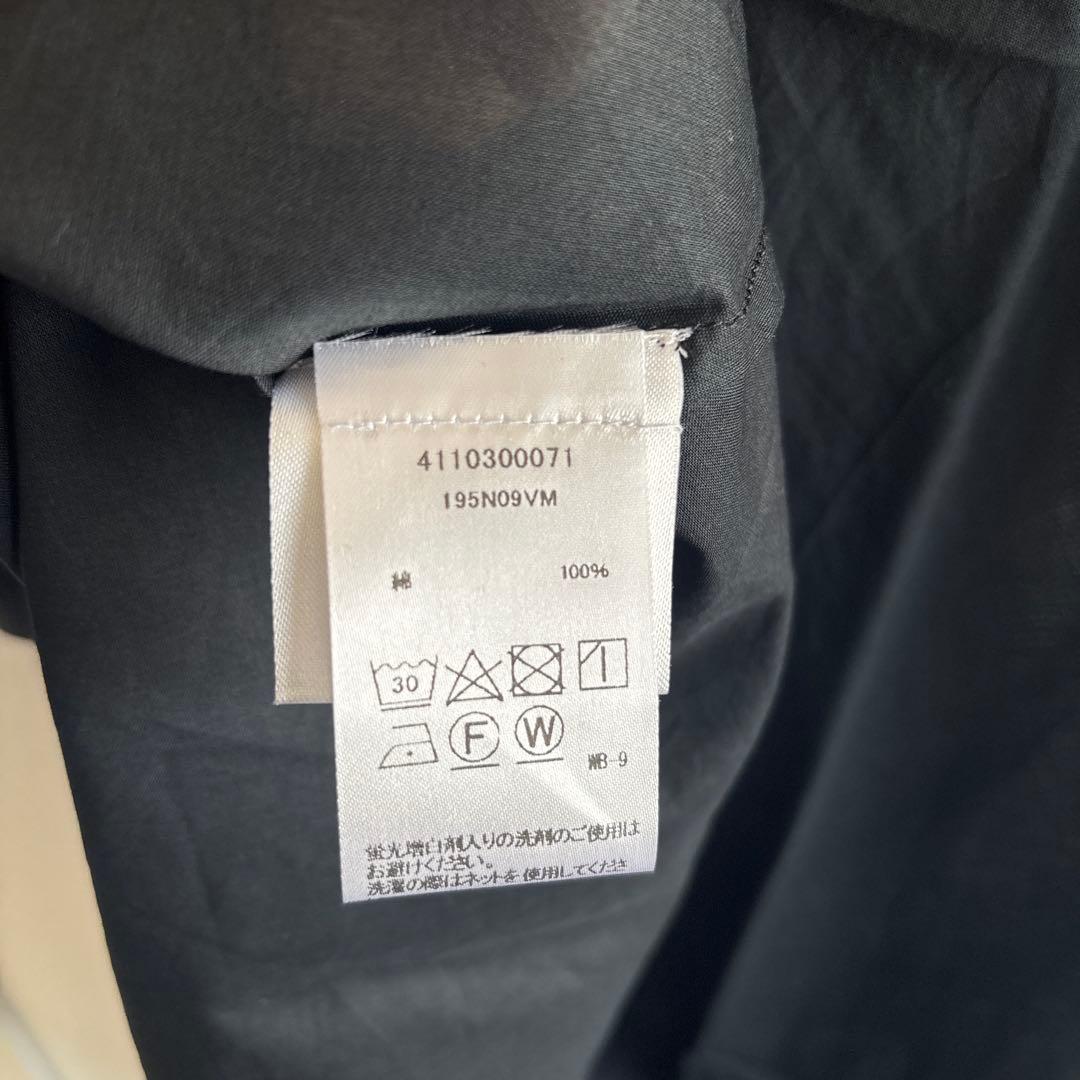 4110300071
195N09VM
綿 100%
30
F W
WB-9
蛍光増白剤入りの洗剤のご使用は
お避けください。
洗濯の際はネットを使用してくださ